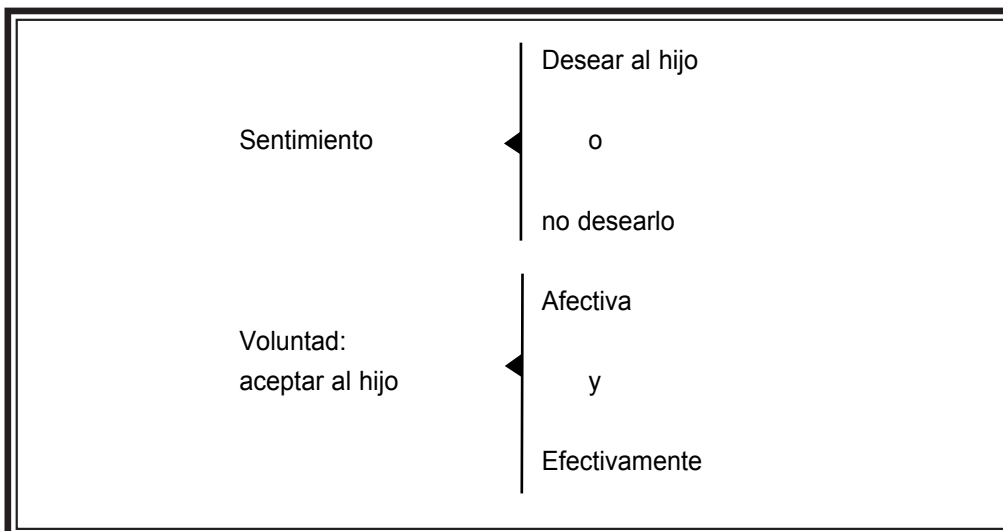 Desear al hijo
Sentimiento
o
no desearlo
Afectiva
Voluntad:
aceptar al hijo
y
Efectivamente